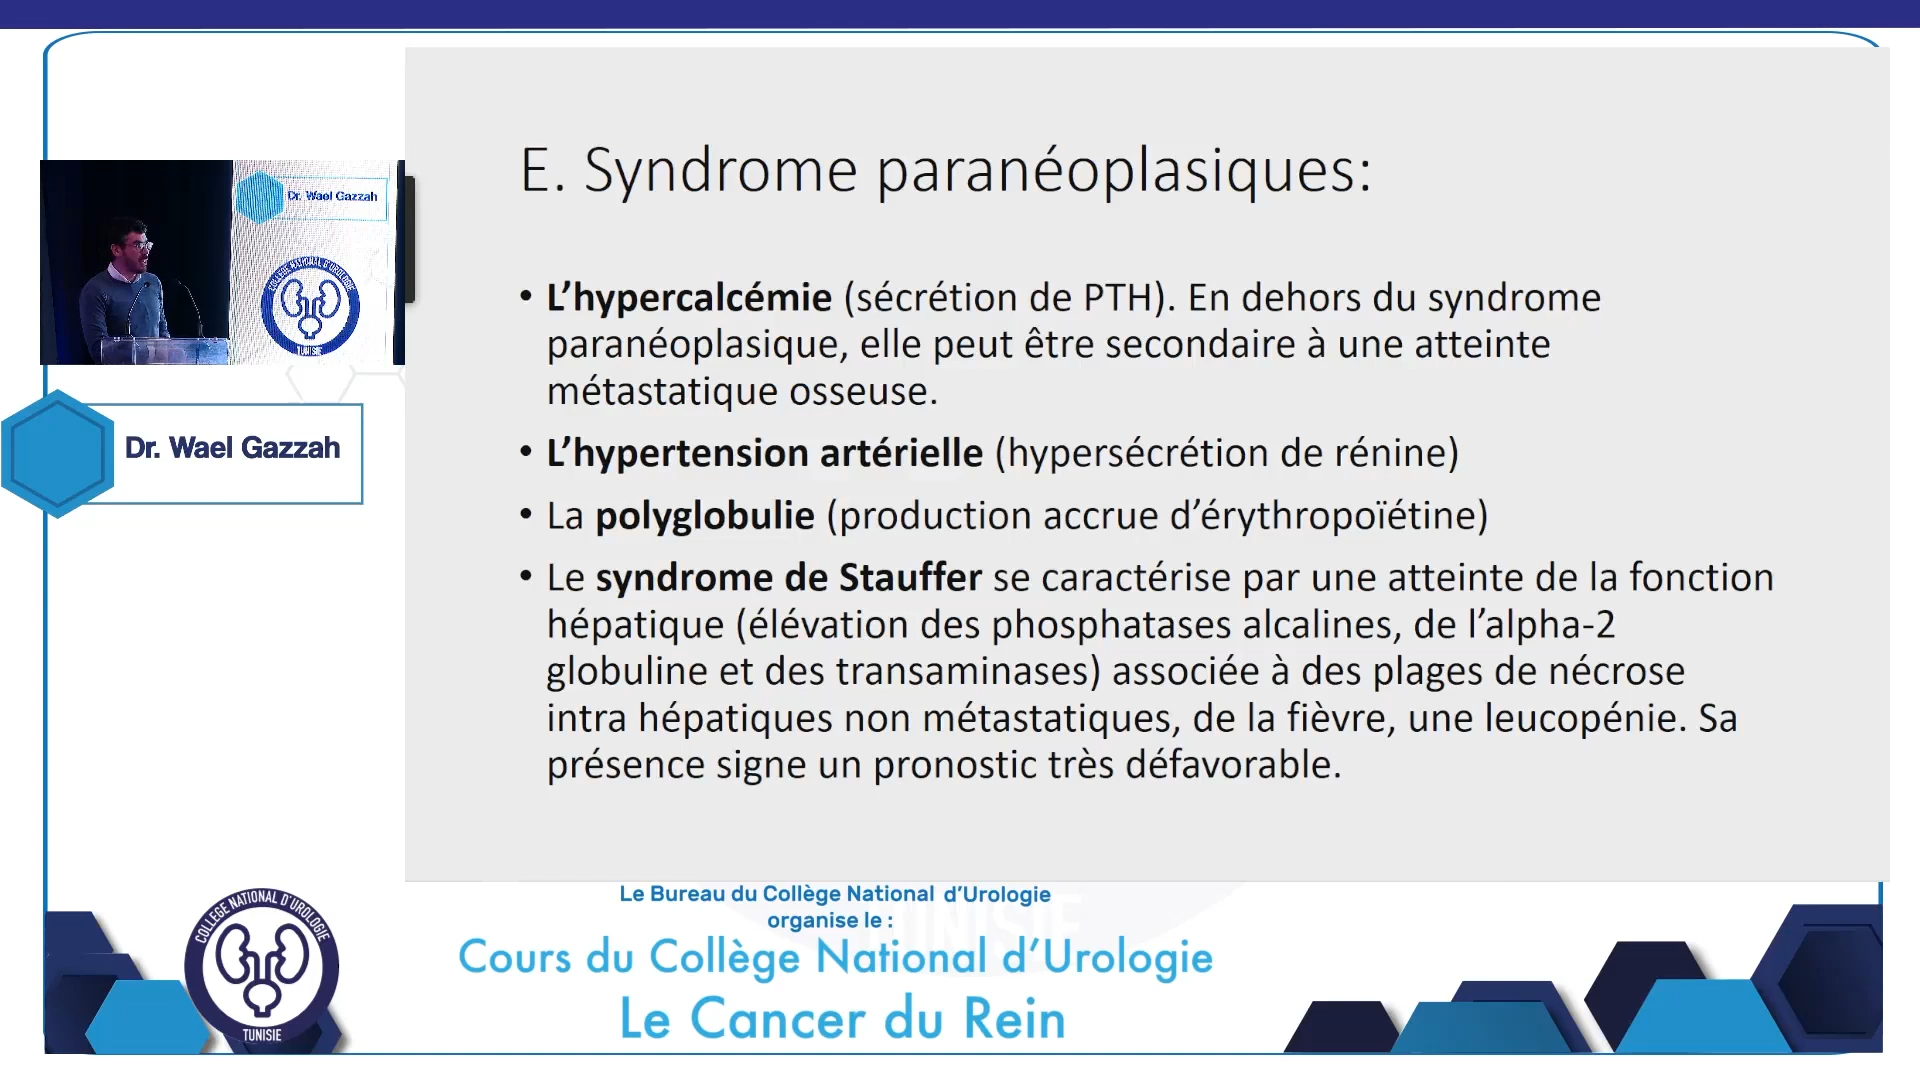 E. Syndrome paranéoplasiques:
• L'hypercalcémie (sécrétion de PTH). En dehors du syndrome
paranéoplasique, elle peut être secondaire à une atteinte
métastatique osseuse.
• L'hypertension artérielle (hypersécrétion de rénine)
• La polyglobulie (production accrue d'érythropoïétine)
• Le syndrome de Stauffer se caractérise par une atteinte de la fonction
hépatique (élévation des phosphatases alcalines, de l'alpha-2
globuline et des transaminases) associée à des plages de nécrose
intra hépatiques non métastatiques, de la fièvre, une leucopénie. Sa
présence signe un pronostic très défavorable.
Dr. Wael Gazzah
COLLEGE NATIONAL D'UROLOGIE
TUNISIE
Dr. Wael Gazzah
Le Bureau du Collège National d'Urologie
organise le :
Cours du Collège National d'Urologie
Le Cancer du Rein
COLLEGE NATIONAL D'UROLOGIE
TUNISIE
TUNISIE